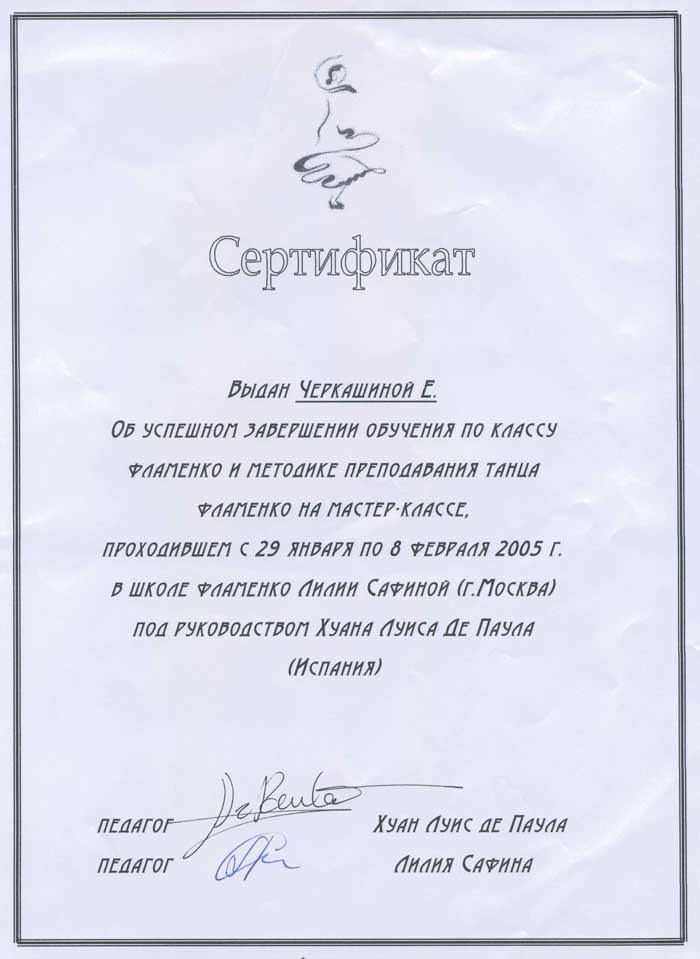 Сертификат
Выдан Черкашиной Е.
Об успешном завершении обучения по классу
фламенко и методике преподавания танца
фламенко на мастер-классе,
проходившем с 29 января по 8 февраля 2005 г.
в школе фламенко Лилии Сафиной (г.Москва)
под руководством Хуана Луиса Де Паула
(Испания)
педагог Хуан Луис де Паула
педагог Лилия Сафина